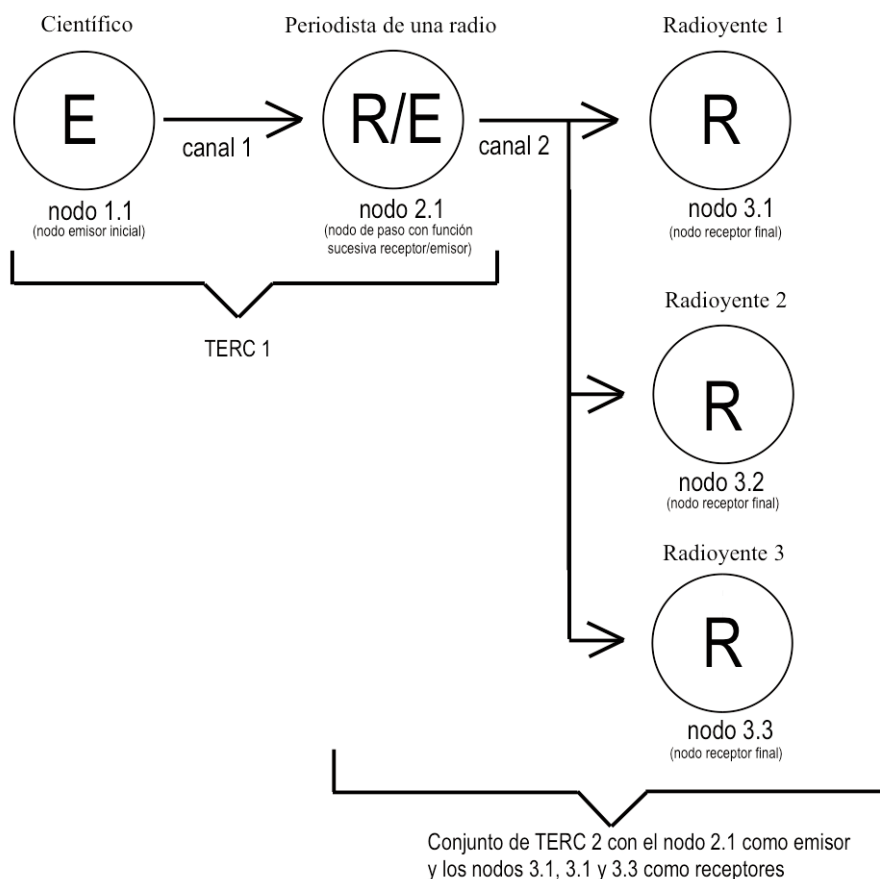 Científico
Periodista de una radio
Radioyente 1
E
canal 1
R/E
canal 2
R
nodo 1.1
(nodo emisor inicial)
nodo 2.1
(nodo de paso con función
sucesiva receptor/emisor)
nodo 3.1
(nodo receptor final)
TERC 1
Radioyente 2
R
nodo 3.2
(nodo receptor final)
Radioyente 3
R
nodo 3.3
(nodo receptor final)
Conjunto de TERC 2 con el nodo 2.1 como emisor
y los nodos 3.1, 3.1 y 3.3 como receptores